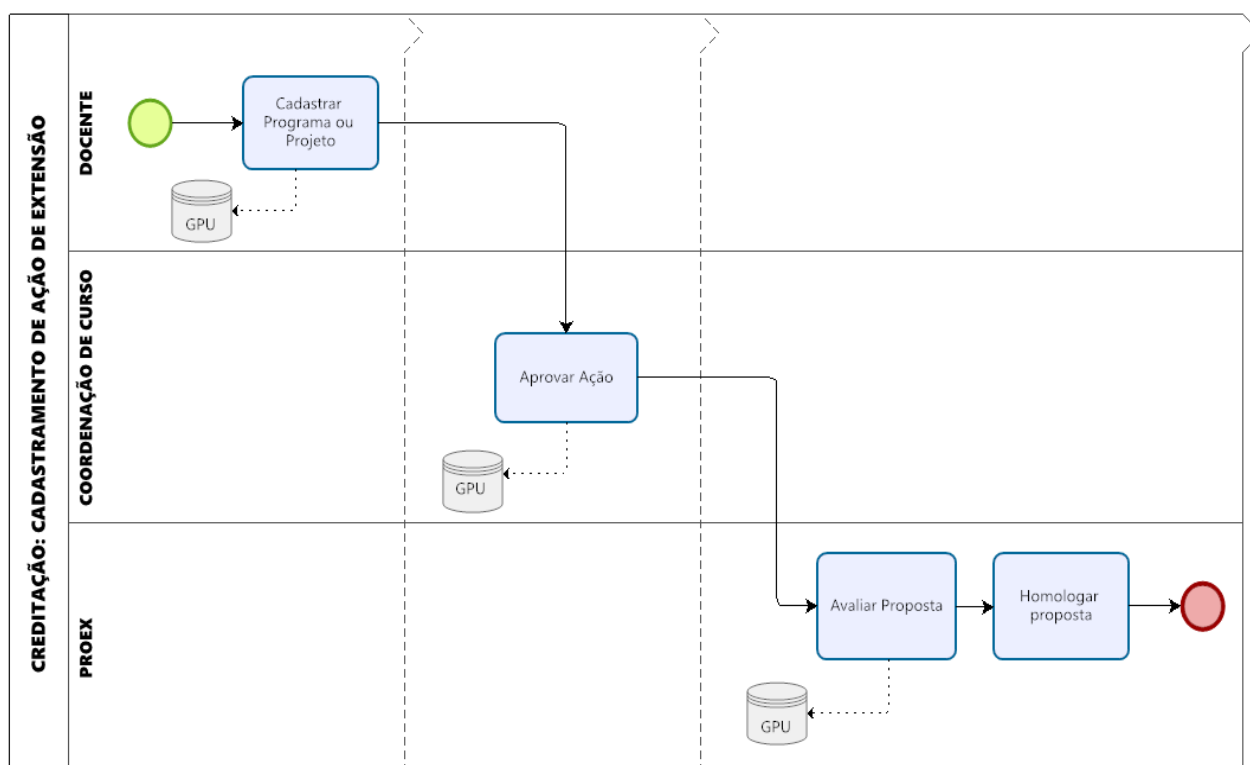 CREDITAÇÃO: CADASTRAMENTO DE AÇÃO DE EXTENSÃO
DOCENTE
Cadastrar
Programa ou
Projeto
GPU
COORDENAÇÃO DE CURSO
Aprovar Ação
GPU
PROEX
Avaliar Proposta
Homologar
proposta
GPU